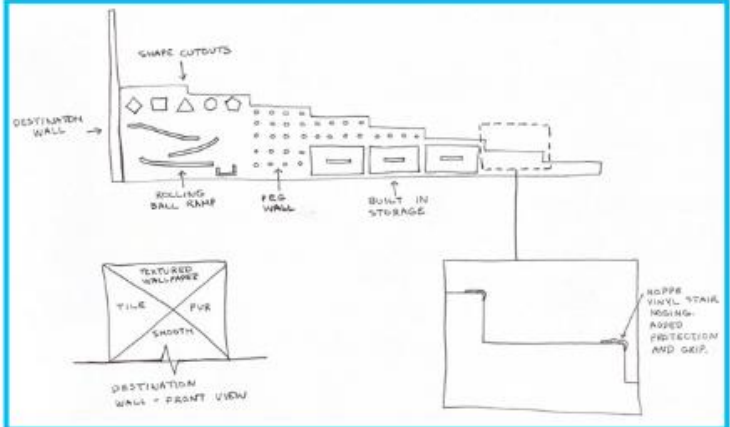 SHAPE CUTOUTS
DESTINATION
WALL
ROLLING
BALL RAMP
PEG
WALL
BUILT IN
STORAGE
TEXTURED
WALLPAPER
TILE
FUR
SMOOTH
DESTINATION
WALL - FRONT VIEW
NOPPA
VINYL STAIR
NOSING.
ADDED
PROTECTION
AND GRIP.